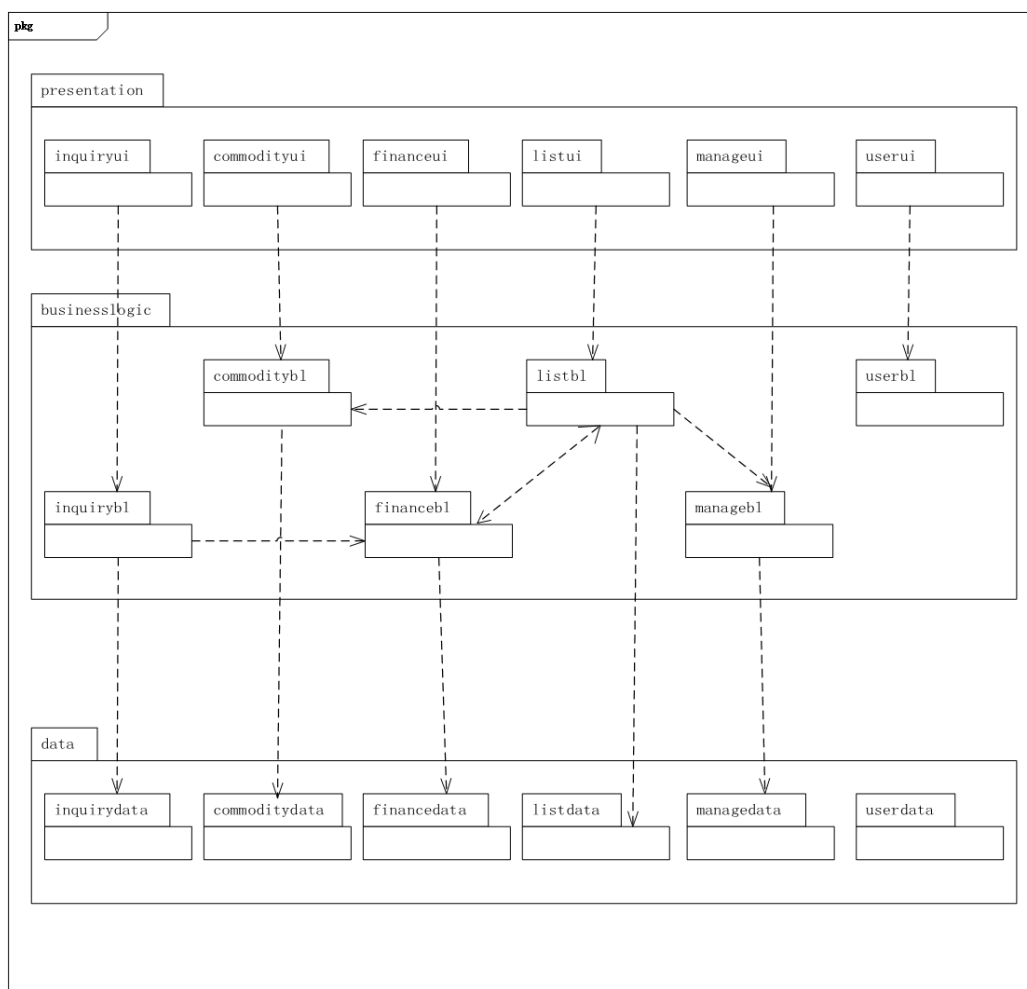 pkg
presentation
inquiryui
commodityui
financeui
listui
manageui
userui
businesslogic
commoditybl
listbl
userbl
inquirybl
financebl
managebl
data
inquirydata
commoditydata
financedata
listdata
managedata
userdata